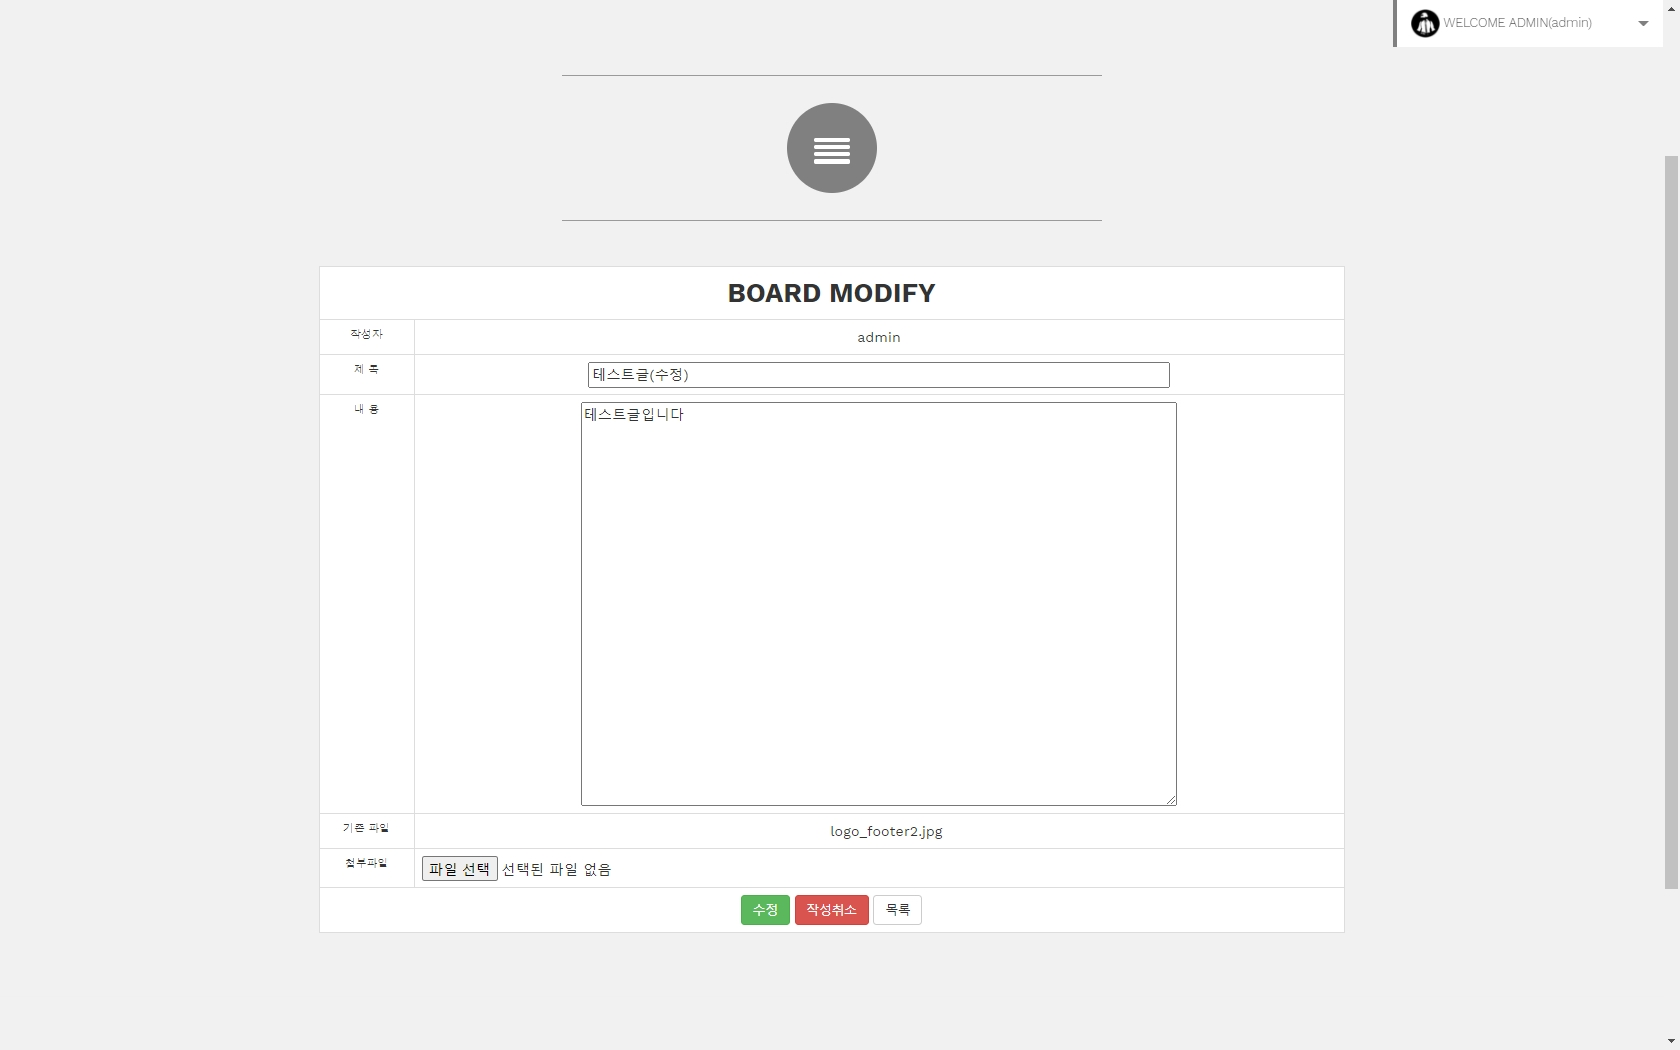 WELCOME ADMIN(admin)
BOARD MODIFY
작성자
admin
제 목
테스트글(수정)
내 용
테스트글입니다
기존 파일
logo_footer2.jpg
첨부파일
파일 선택 선택된 파일 없음
수정 작성취소 목록